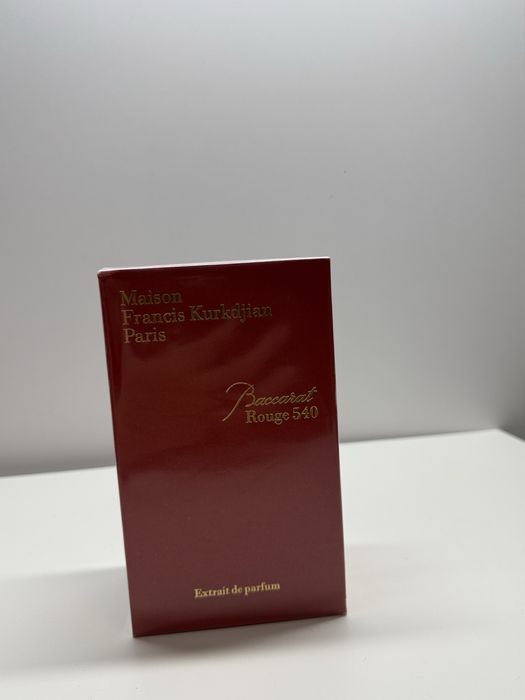 Maison
Francis Kurkdjian
Paris
Baccarat
Rouge 540
Extrait de parfum